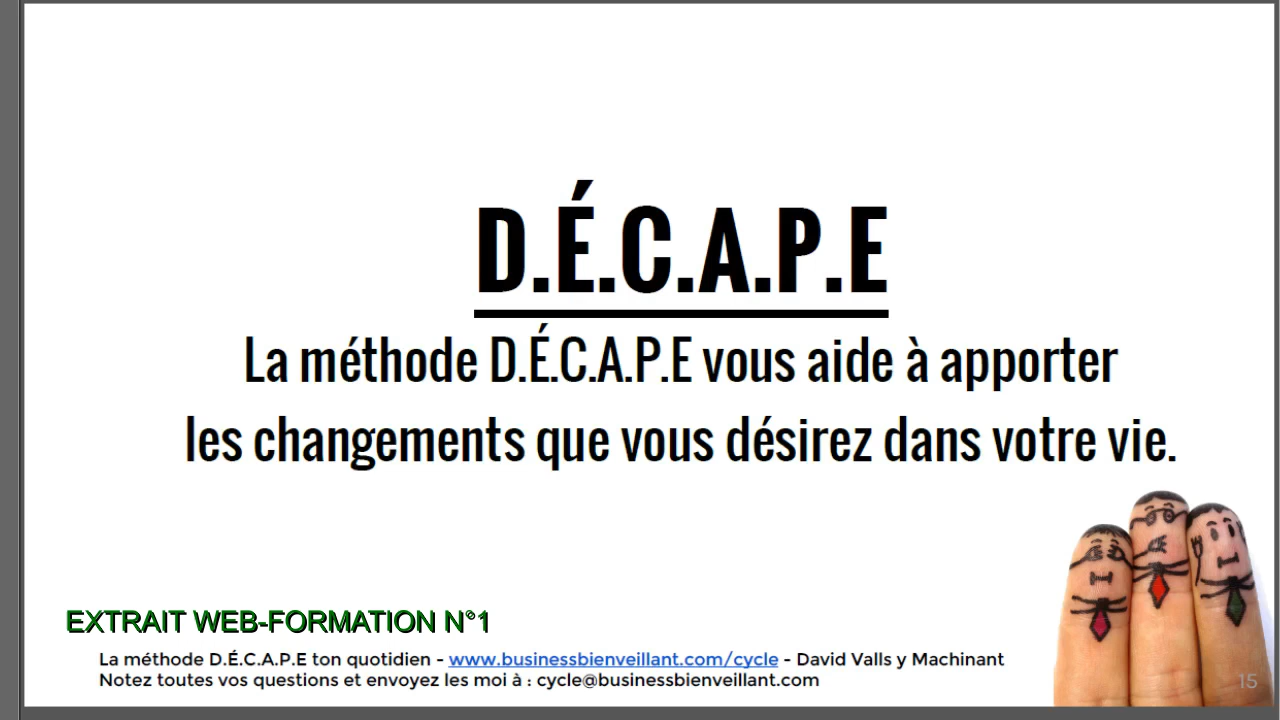 D.É.C.A.P.E
La méthode D.É.C.A.P.E vous aide à apporter
les changements que vous désirez dans votre vie.
EXTRAIT WEB-FORMATION N°1
La méthode D.É.C.A.P.E ton quotidien - www.businessbienveillant.com/cycle - David Valls y Machinant
Notez toutes vos questions et envoyez les moi à : cycle@businessbienveillant.com
15